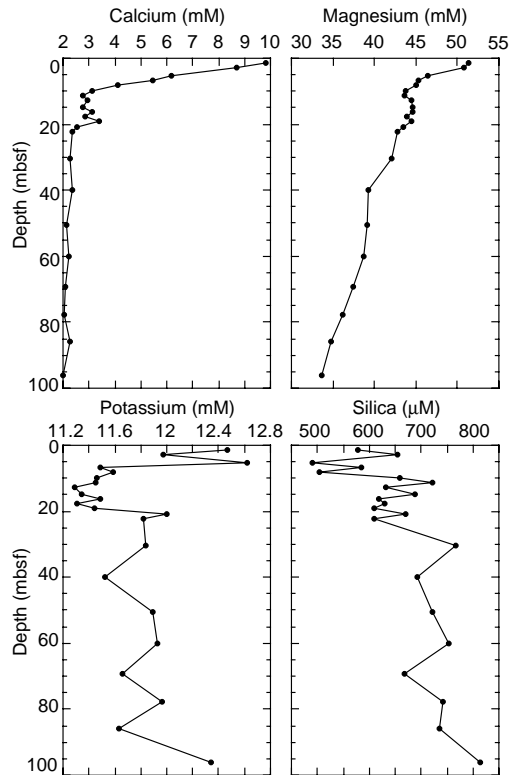 Calcium (mM)
2 3 4 5 6 7 8 9 10
0
20
40
60
80
100
Depth (mbsf)
Magnesium (mM)
30 35 40 45 50 55
Potassium (mM)
11.2 11.6 12 12.4 12.8
0
20
40
60
80
100
Depth (mbsf)
Silica (μM)
500 600 700 800